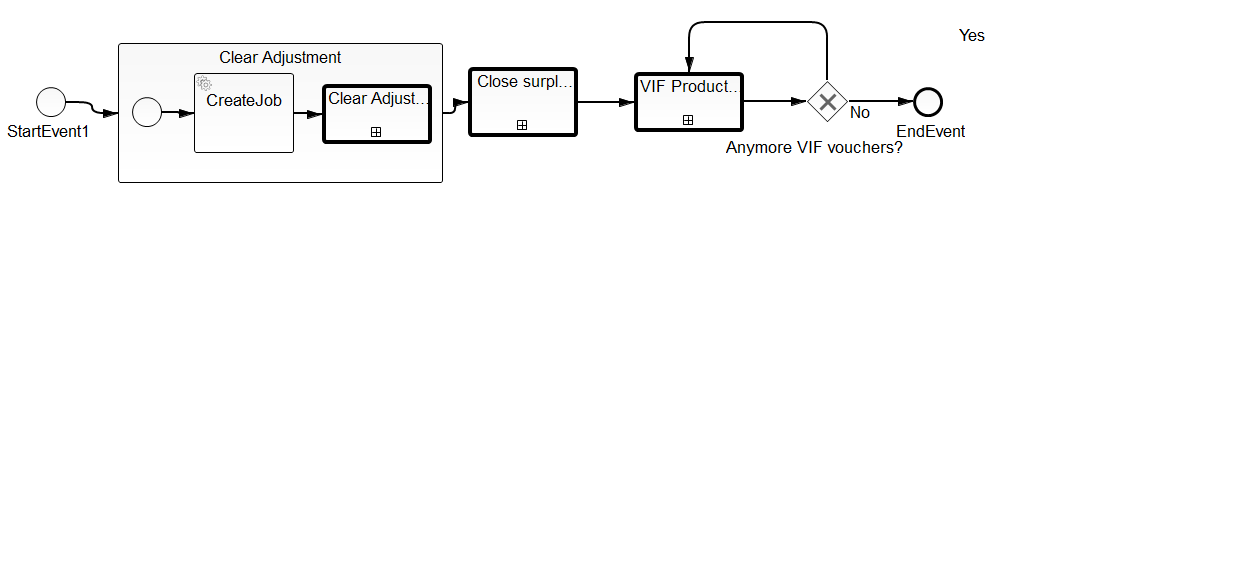 Yes
Clear Adjustment
Close surpl...
VIF Product...
Clear Adjust...
CreateJob
No
StartEvent1
EndEvent
Anymore VIF vouchers?